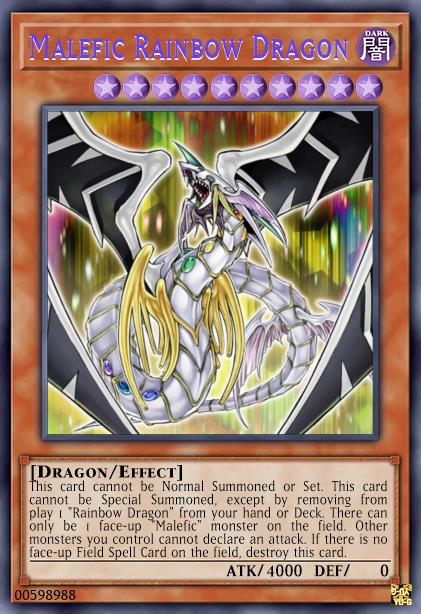 Malefic Rainbow Dragon
DARK
闇
[Dragon/Effect]
This card cannot be Normal Summoned or Set. This card
cannot be Special Summoned, except by removing from
play 1 "Rainbow Dragon" from your hand or Deck. There can
only be 1 face-up "Malefic" monster on the field. Other
monsters you control cannot declare an attack. If there is no
face-up Field Spell Card on the field, destroy this card.
ATK/4000 DEF/ 0
00598988